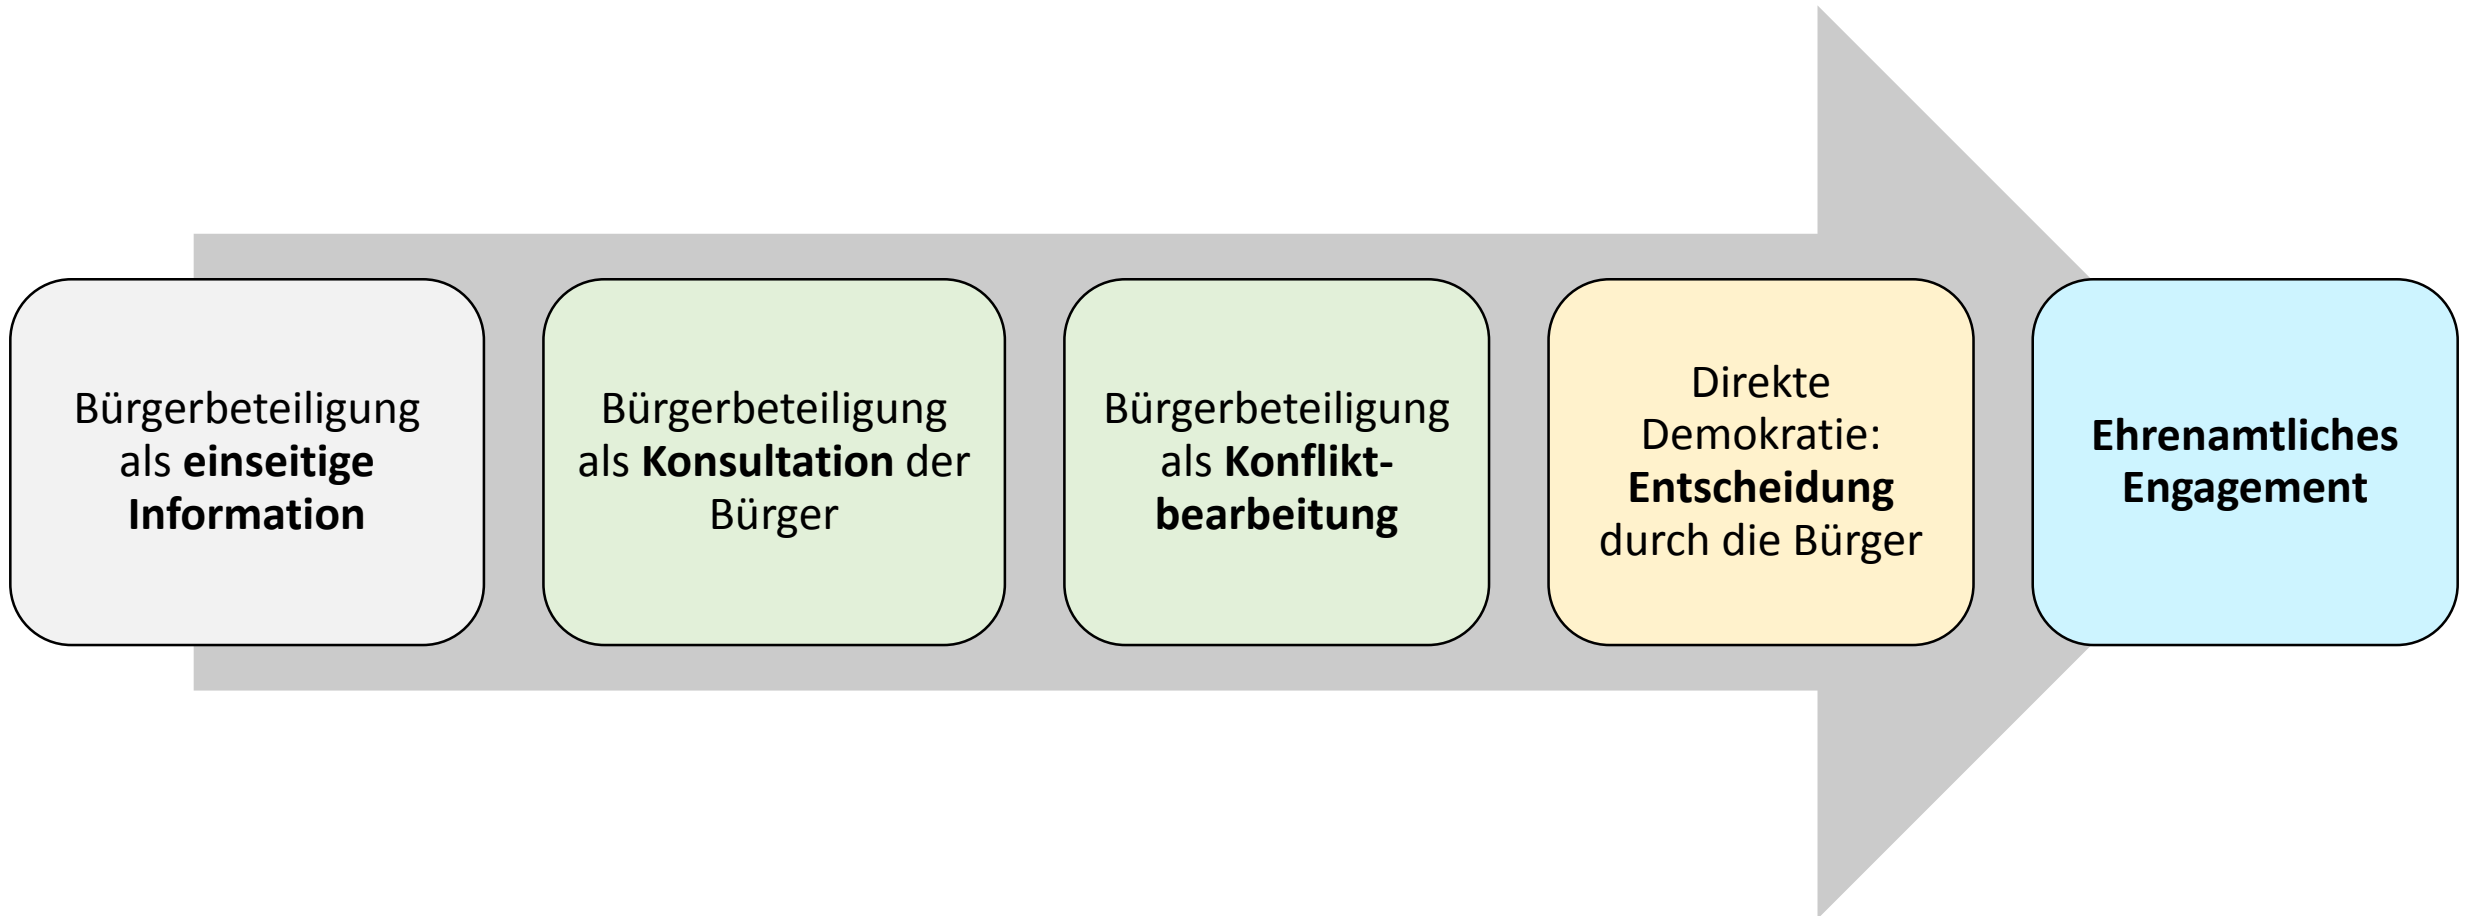 Bürgerbeteiligung
als einseitige
Information
Bürgerbeteiligung
als Konsultation der
Bürger
Bürgerbeteiligung
als Konflikt-
bearbeitung
Direkte
Demokratie:
Entscheidung
durch die Bürger
Ehrenamtliches
Engagement